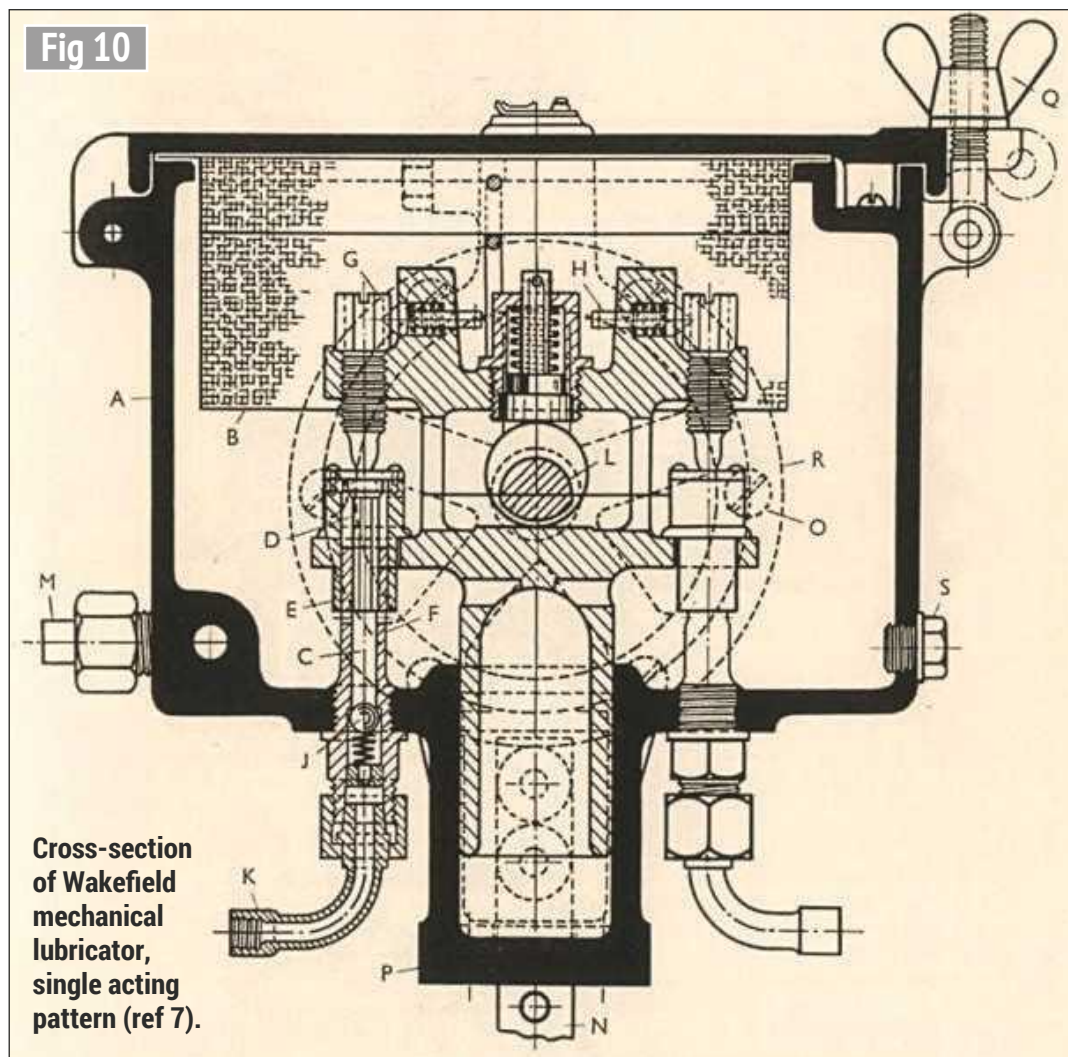 Fig 10
Q
G
H
A
B
L
R
D
O
M
E
F
S
C
J
K
P
N
Cross-section
of Wakefield
mechanical
lubricator,
single acting
pattern (ref 7).